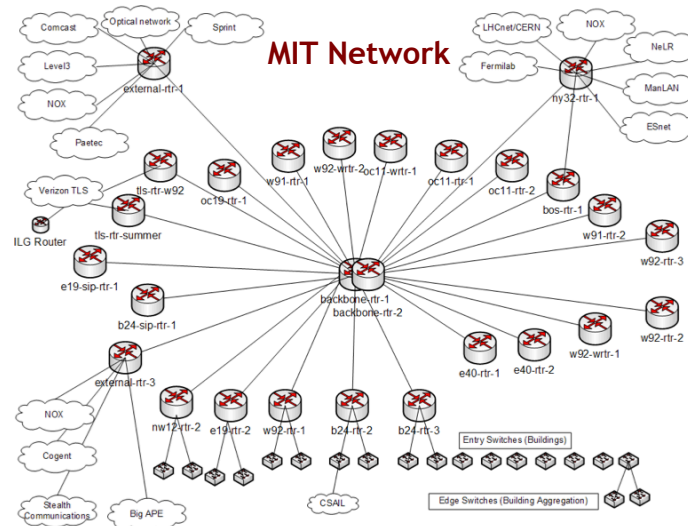 MIT Network
Comcast
Optical network
Sprint
Level3
external-rtr-1
NOX
Paetec
LHCnet/CERN
NOX
NeLR
Fermilab
ny32-rtr-1
ManLAN
ESnet
w91-rtr-1
w92-wrtr-2
oc11-wrtr-1
oc11-rtr-1
oc11-rtr-2
tls-rtr-w92
oc19-rtr-1
bos-rtr-1
Verizon TLS
tls-rtr-summer
w91-rtr-2
ILG Router
w92-rtr-3
e19-sip-rtr-1
backbone-rtr-1
backbone-rtr-2
b24-sip-rtr-1
w92-rtr-2
w92-wrtr-1
e40-rtr-2
e40-rtr-1
external-rtr-3
NOX
Cogent
Stealth
Communications
Big APE
nw12-rtr-2
e19-rtr-2
w92-rtr-1
b24-rtr-2
b24-rtr-3
CSAIL
Entry Switches (Buildings)
Edge Switches (Building Aggregation)